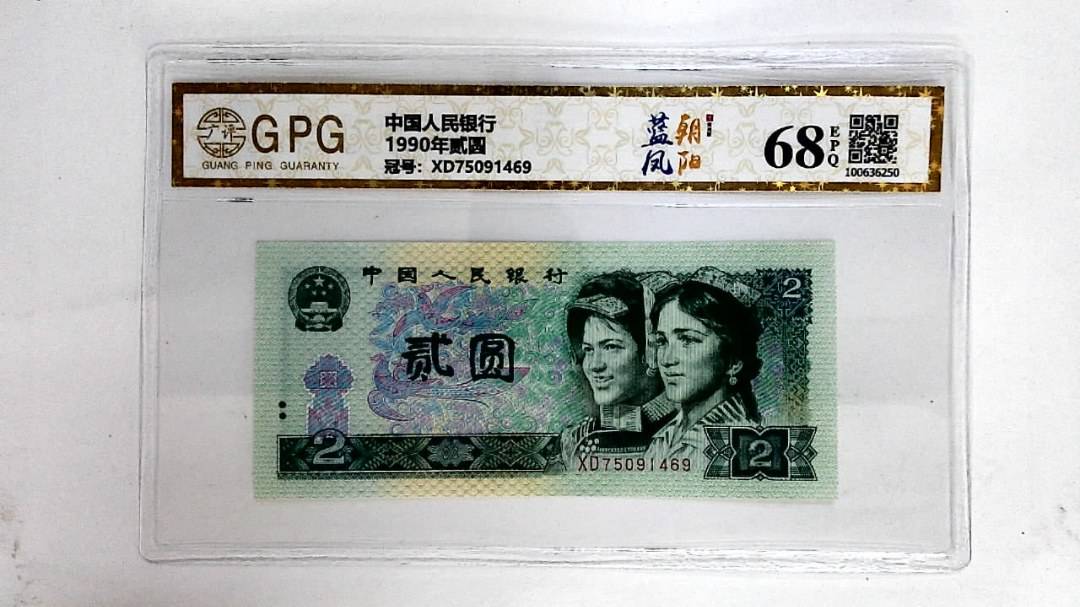 GPG
广评
GUANG PING GUARANTY
中国人民银行
1990年贰圆
冠号：XD75091469
蓝凤
朝阳
68
EPQ
100636250
中国人民银行
2
贰圆
2
XD75091469
2